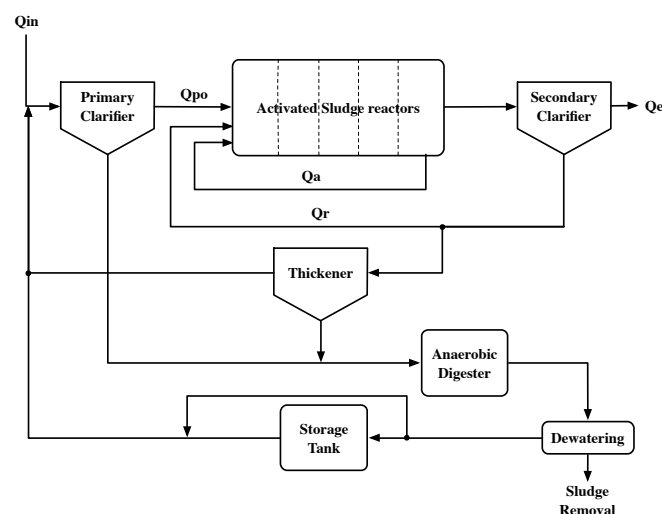 Qin
Primary
Clarifier
Qpo
Activated Sludge reactors
Secondary
Clarifier
Qe
Qa
Qr
Thickener
Anaerobic
Digester
Storage
Tank
Dewatering
Sludge
Removal